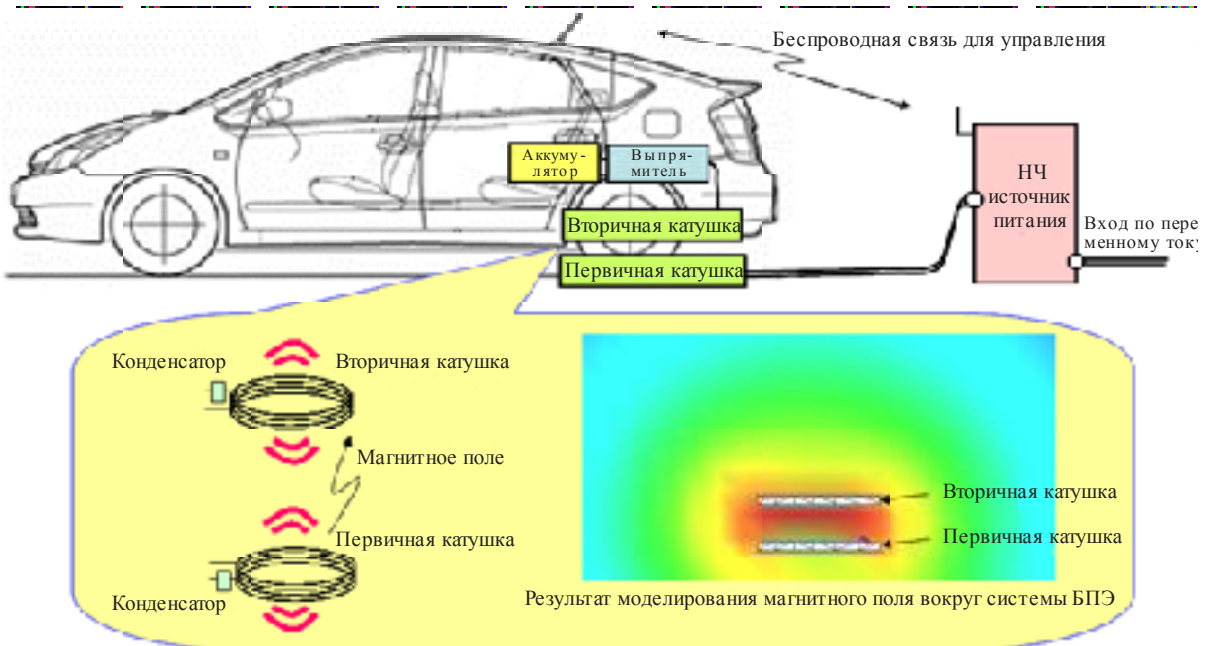 Беспроводная связь для управления
Аккуму-
лятор
Выпря-
митель
НЧ
источник
питания
Вторичная катушка
Вход по пере
менному току
Первичная катушка
Конденсатор
Вторичная катушка
Магнитное поле
Первичная катушка
Конденсатор
Вторичная катушка
Первичная катушка
Результат моделирования магнитного поля вокруг системы БПЭ